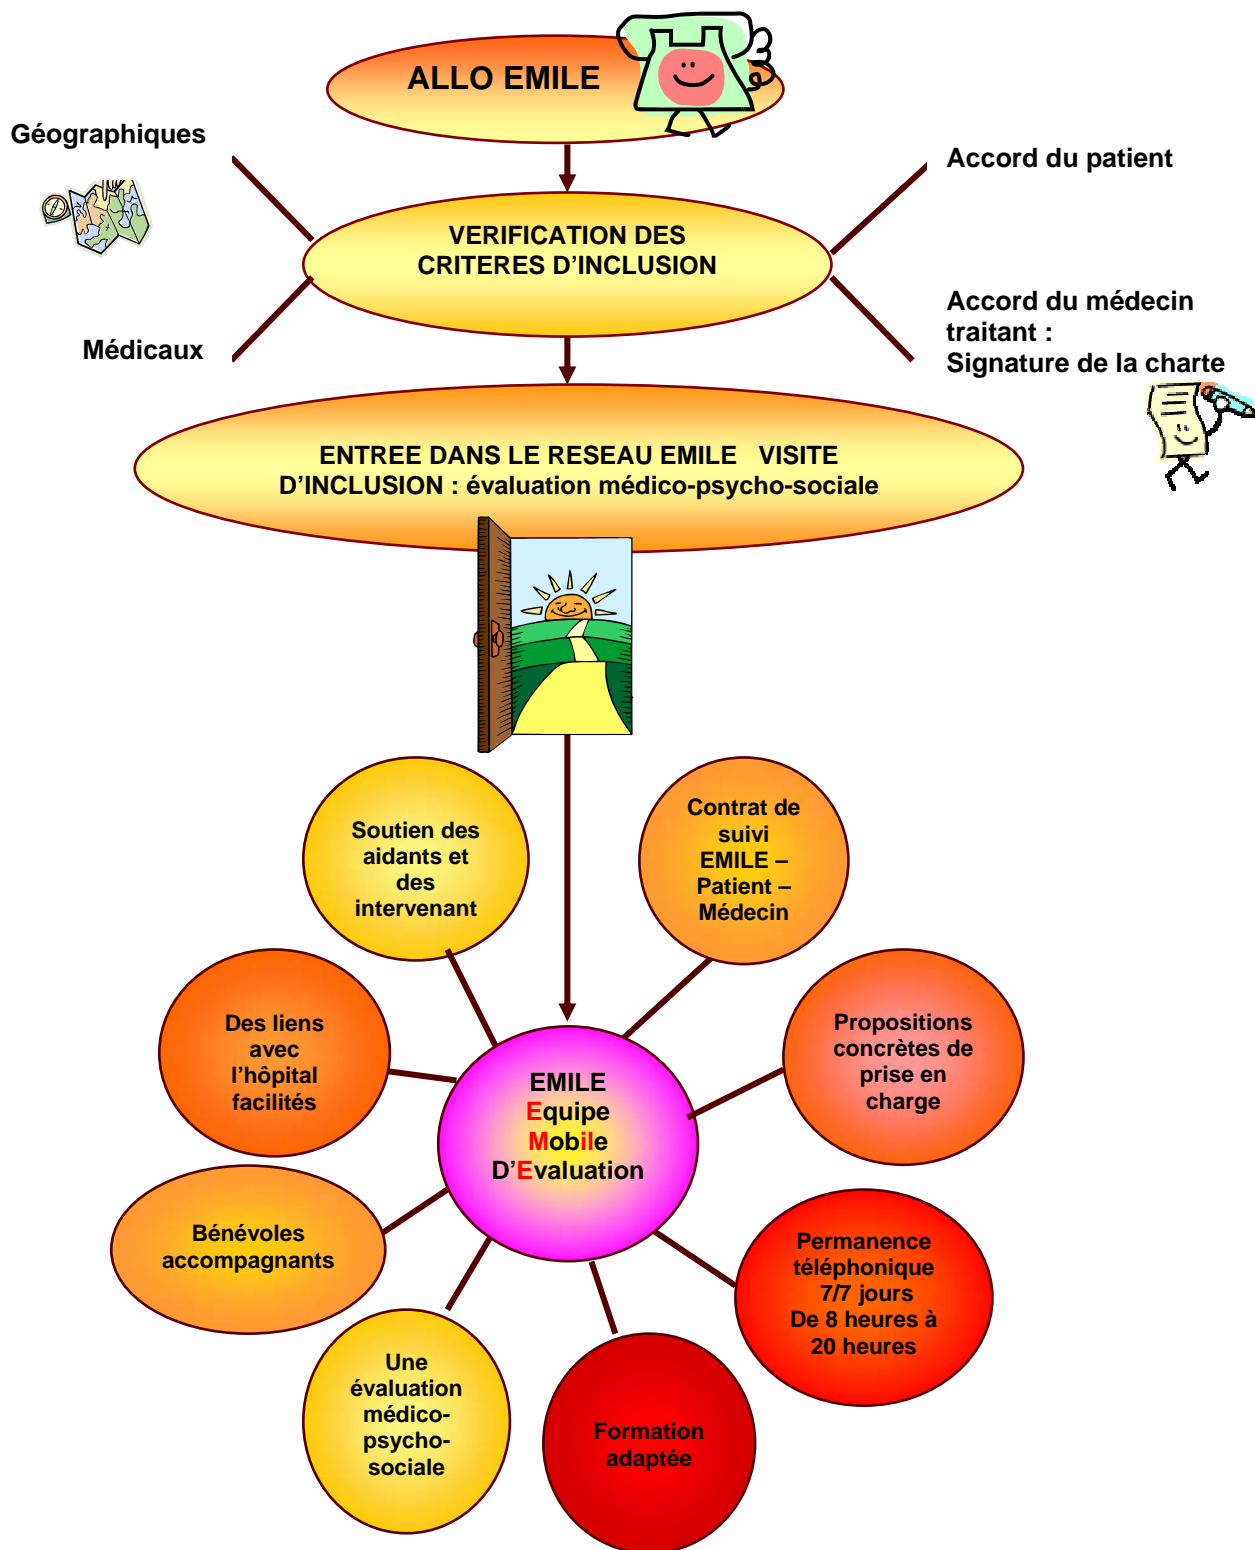 ALLO EMILE
Géographiques
Accord du patient
VERIFICATION DES
CRITERES D'INCLUSION
Médicaux
Accord du médecin
traitant :
Signature de la charte
ENTREE DANS LE RESEAU EMILE VISITE
D'INCLUSION : évaluation médico-psycho-sociale
Soutien des
aidants et
des
intervenant
Contrat de
suivi
EMILE –
Patient –
Médecin
Des liens
avec
l'hôpital
facilités
Propositions
concrètes de
prise en
charge
EMILE
Equipe
Mobile
D'Evaluation
Bénévoles
accompagnants
Permanence
téléphonique
7/7 jours
De 8 heures à
20 heures
Une
évaluation
médico-
psycho-
sociale
Formation
adaptée